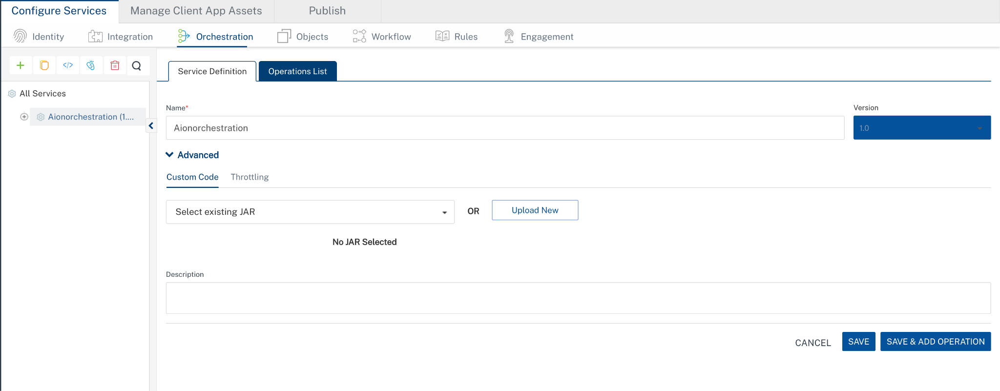 Configure Services
Manage Client App Assets
Publish
Identity
Integration
Orchestration
Objects
Workflow
Rules
Engagement
</>
Service Definition
Operations List
All Services
Aionorchestration (1....
Name*
Version
Aionorchestration
1.0
Advanced
Custom Code
Throttling
Select existing JAR
OR
Upload New
No JAR Selected
Description
CANCEL
SAVE
SAVE & ADD OPERATION